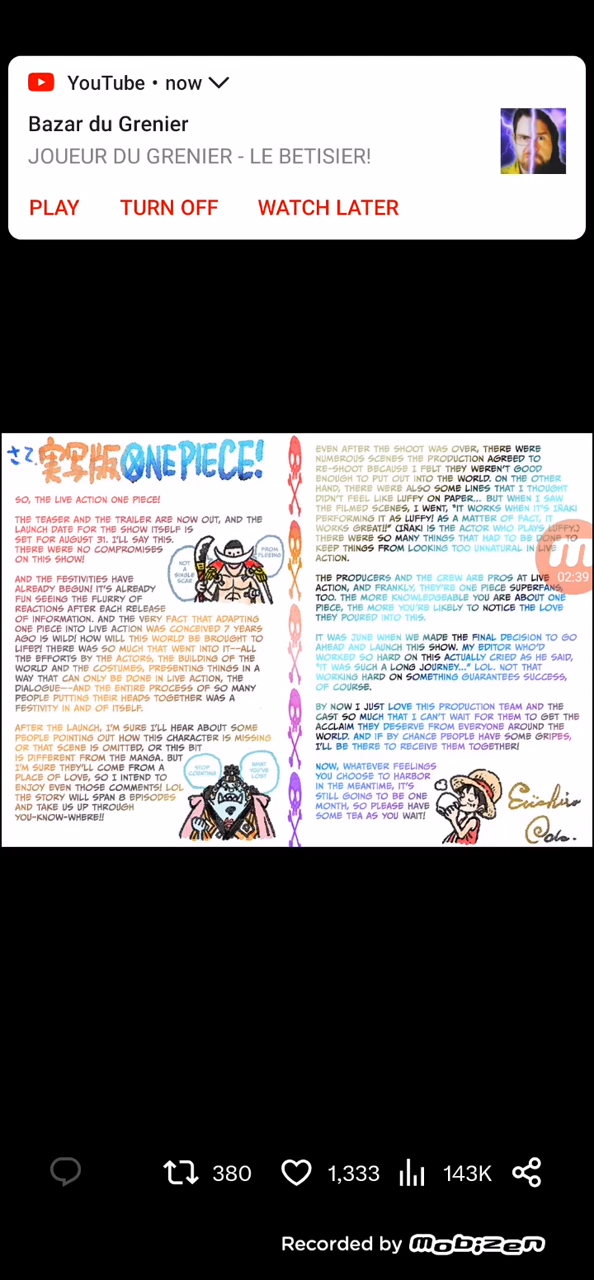 YouTube • now
Bazar du Grenier
JOUEUR DU GRENIER - LE BETISIER!
PLAY TURN OFF WATCH LATER
さて、実写版 ONE PIECE!
SO, THE LIVE ACTION ONE PIECE!
THE TEASER AND THE TRAILER ARE NOW OUT, AND THE
LAUNCH DATE FOR THE SHOW ITSELF IS
SET FOR AUGUST 31. I'LL SAY THIS.
THERE WERE NO COMPROMISES
ON THIS SHOW!
NOT
A SINGLE
SCAR
FROM
FLEEING
AND THE FESTIVITIES HAVE
ALREADY BEGUN! IT'S ALREADY
FUN SEEING THE FLURRY OF
REACTIONS AFTER EACH RELEASE
OF INFORMATION. AND THE VERY FACT THAT ADAPTING
ONE PIECE INTO LIVE ACTION WAS CONCEIVED 7 YEARS
AGO IS WILD! HOW WILL THIS WORLD BE BROUGHT TO
LIFE?! THERE WAS SO MUCH THAT WENT INTO IT--ALL
THE EFFORTS BY THE ACTORS, THE BUILDING OF THE
WORLD AND THE COSTUMES, PRESENTING THINGS IN A
WAY THAT CAN ONLY BE DONE IN LIVE ACTION, THE
DIALOGUE--AND THE ENTIRE PROCESS OF SO MANY
PEOPLE PUTTING THEIR HEADS TOGETHER WAS A
FESTIVITY IN AND OF ITSELF.
AFTER THE LAUNCH, I'M SURE I'LL HEAR ABOUT SOME
PEOPLE POINTING OUT HOW THIS CHARACTER IS MISSING
OR THAT SCENE IS OMITTED, OR THIS BIT
IS DIFFERENT FROM THE MANGA. BUT
I'M SURE THEY'LL COME FROM A
PLACE OF LOVE, SO I INTEND TO
ENJOY EVEN THOSE COMMENTS! LOL
THE STORY WILL SPAN 8 EPISODES
AND TAKE US UP THROUGH
YOU-KNOW-WHERE!!
STOP
COUNTING
WHAT
YOU'VE
LOST
EVEN AFTER THE SHOOT WAS OVER, THERE WERE
NUMEROUS SCENES THE PRODUCTION AGREED TO
RE-SHOOT BECAUSE I FELT THEY WEREN'T GOOD
ENOUGH TO PUT OUT INTO THE WORLD. ON THE OTHER
HAND, THERE WERE ALSO SOME LINES THAT I THOUGHT
DIDN'T FEEL LIKE LUFFY ON PAPER... BUT WHEN I SAW
THE FILMED SCENES, I WENT, "IT WORKS WHEN IT'S IÑAKI
PERFORMING IT AS LUFFY! AS A MATTER OF FACT, IT
WORKS GREAT!!" (IÑAKI IS THE ACTOR WHO PLAYS LUFFY.)
THERE WERE SO MANY THINGS THAT HAD TO BE DONE TO
KEEP THINGS FROM LOOKING TOO UNNATURAL IN LIVE
ACTION.
THE PRODUCERS AND THE CREW ARE PROS AT LIVE
ACTION, AND FRANKLY, THEY'RE ONE PIECE SUPERFANS,
TOO. THE MORE KNOWLEDGEABLE YOU ARE ABOUT ONE
PIECE, THE MORE YOU'RE LIKELY TO NOTICE THE LOVE
THEY POURED INTO THIS.
IT WAS JUNE WHEN WE MADE THE FINAL DECISION TO GO
AHEAD AND LAUNCH THIS SHOW. MY EDITOR WHO'D
WORKED SO HARD ON THIS ACTUALLY CRIED AS HE SAID,
"IT WAS SUCH A LONG JOURNEY..." LOL. NOT THAT
WORKING HARD ON SOMETHING GUARANTEES SUCCESS,
OF COURSE.
BY NOW I JUST LOVE THIS PRODUCTION TEAM AND THE
CAST SO MUCH THAT I CAN'T WAIT FOR THEM TO GET THE
ACCLAIM THEY DESERVE FROM EVERYONE AROUND THE
WORLD. AND IF BY CHANCE PEOPLE HAVE SOME GRIPES,
I'LL BE THERE TO RECEIVE THEM TOGETHER!
NOW, WHATEVER FEELINGS
YOU CHOOSE TO HARBOR
IN THE MEANTIME, IT'S
STILL GOING TO BE ONE
MONTH, SO PLEASE HAVE
SOME TEA AS YOU WAIT!
Eiichiro
Oda.
02:39
380 1,333 143K
Recorded by mobizen